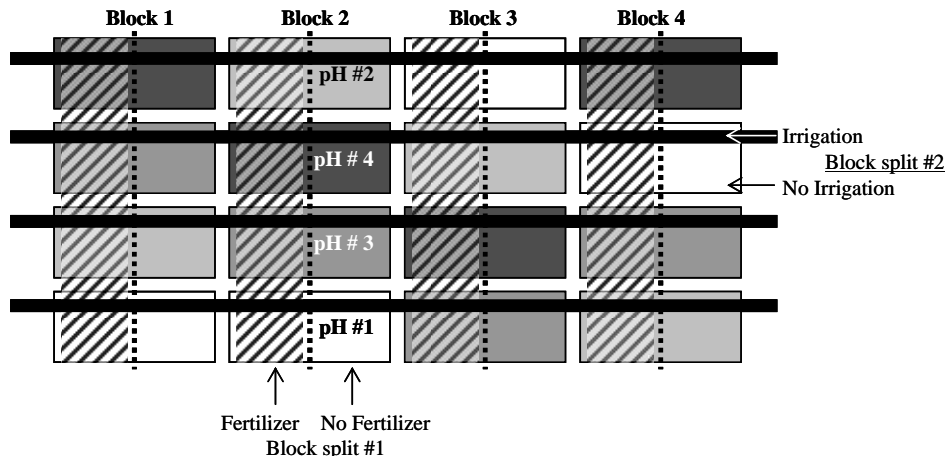 Block 1 Block 2 Block 3 Block 4
pH #2
Irrigation
pH # 4
Block split #2
No Irrigation
pH # 3
pH #1
Fertilizer No Fertilizer
Block split #1